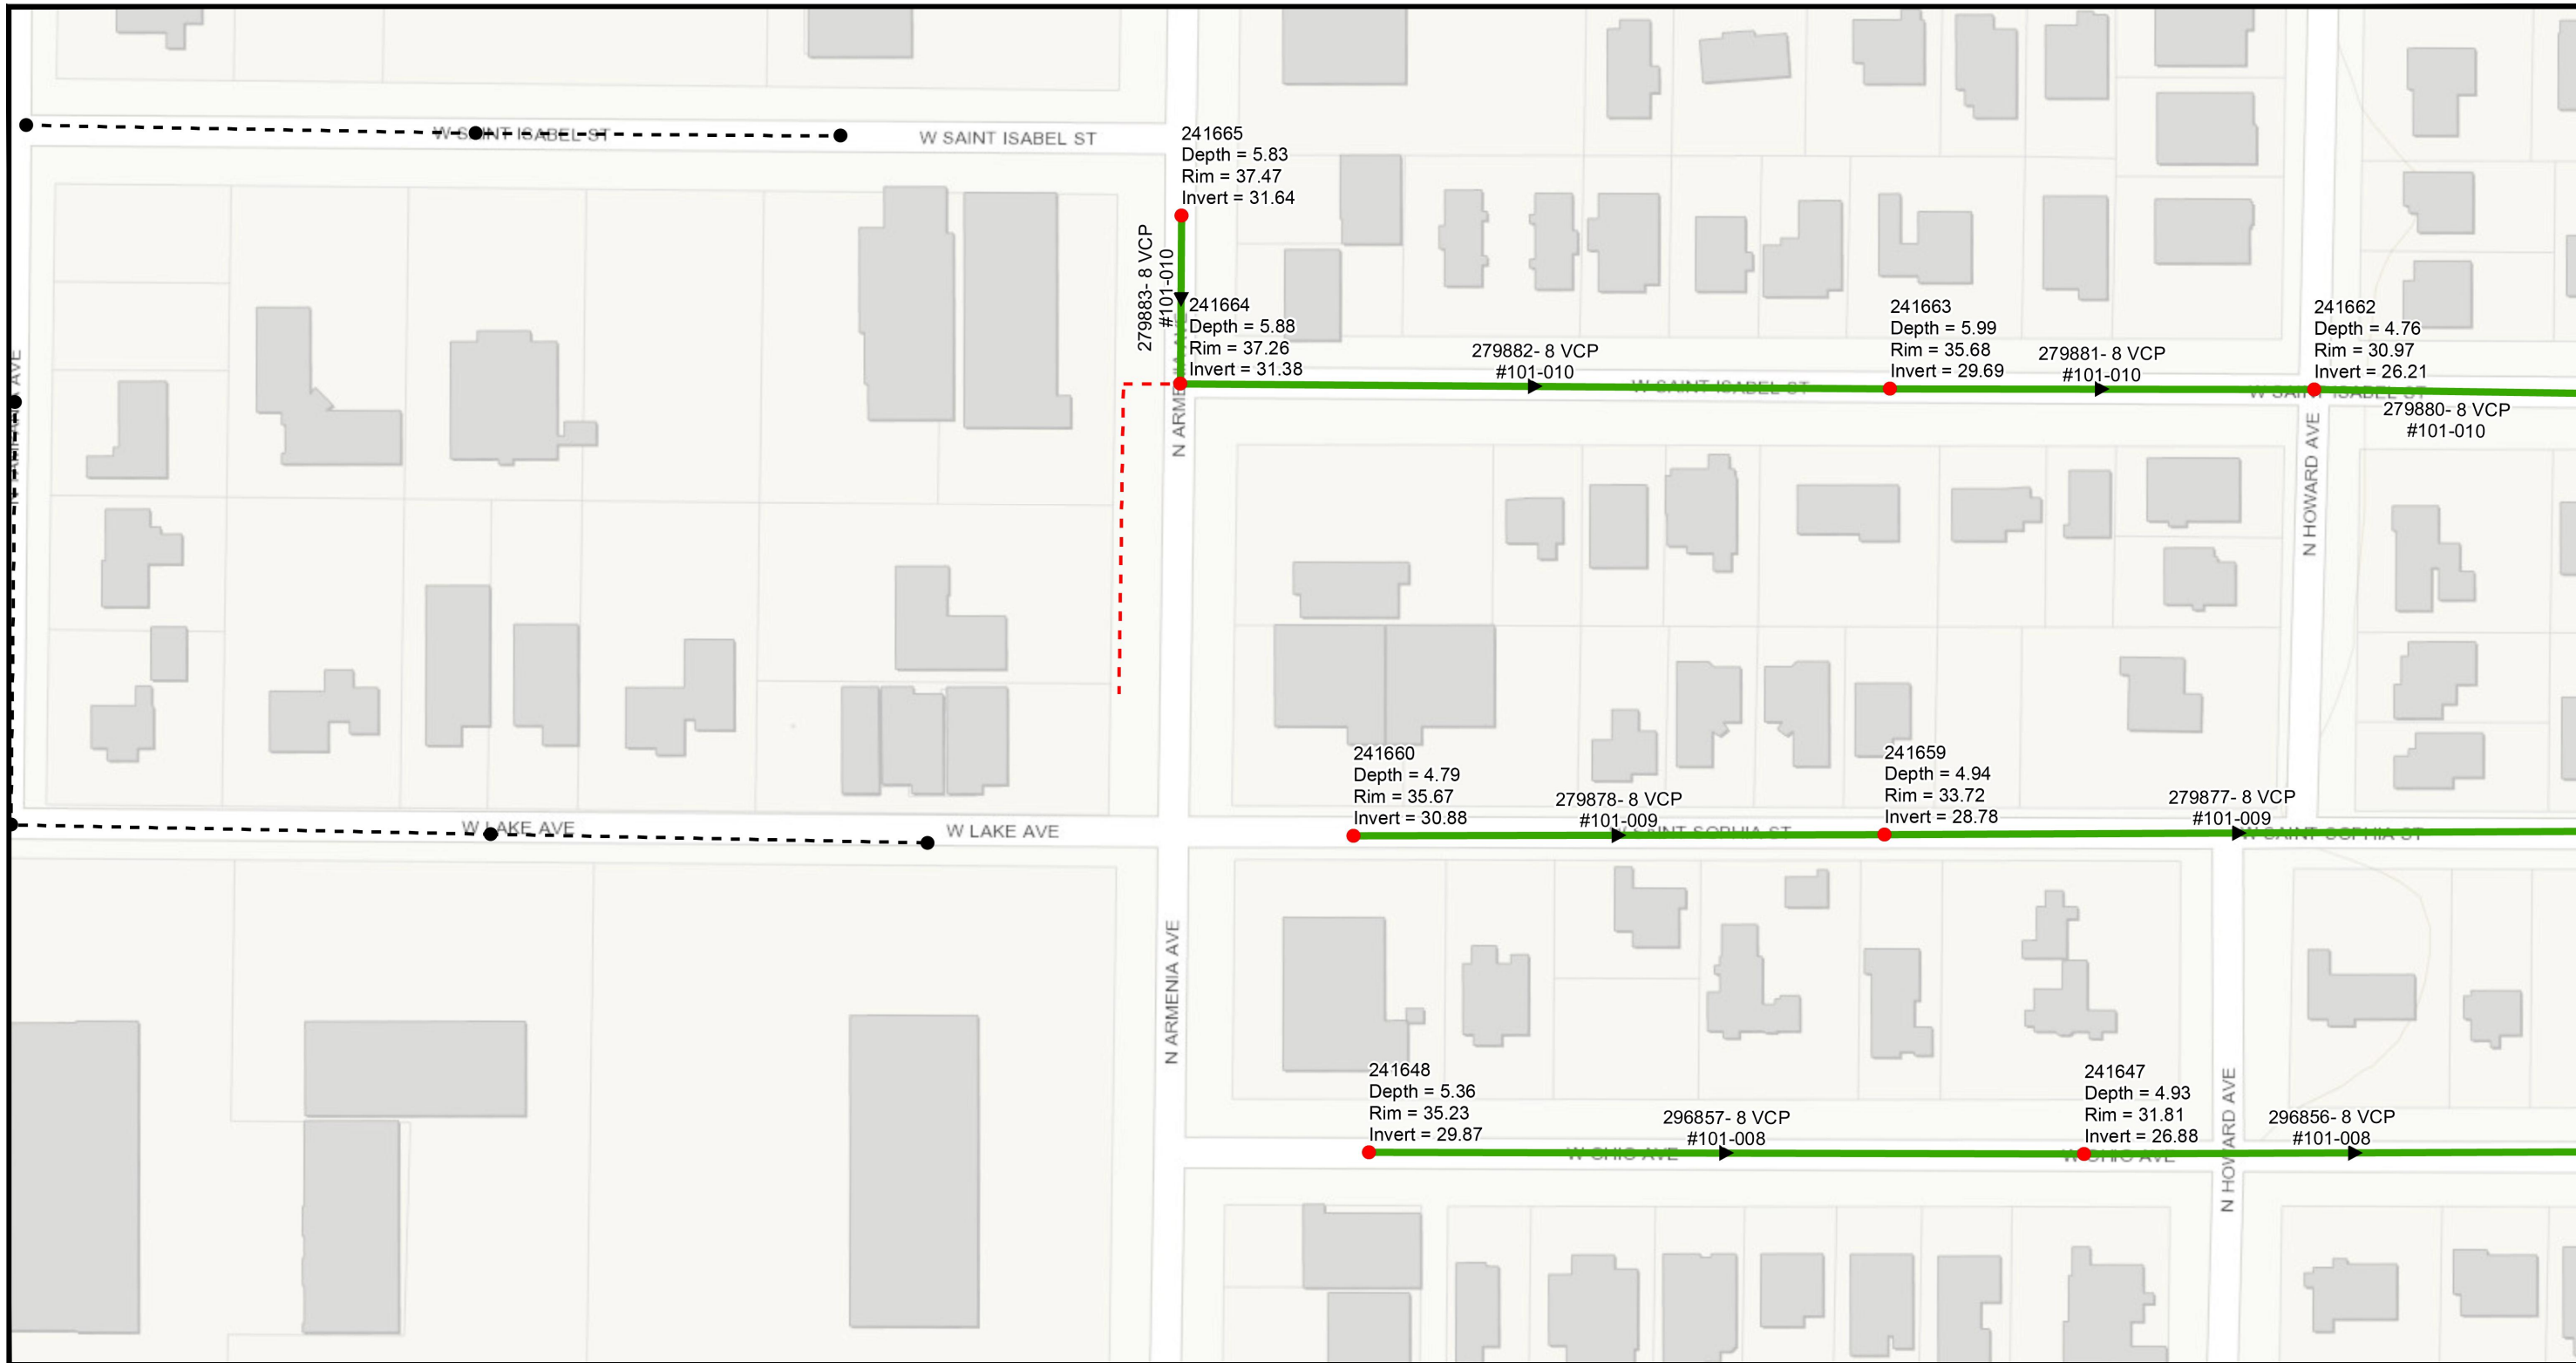 W SAINT ISABEL ST
W SAINT ISABEL ST
241665
Depth = 5.83
Rim = 37.47
Invert = 31.64
279883- 8 VCP
#101-010
241664
Depth = 5.88
Rim = 37.26
Invert = 31.38
279882- 8 VCP
#101-010
241663
Depth = 5.99
Rim = 35.68
Invert = 29.69
279881- 8 VCP
#101-010
241662
Depth = 4.76
Rim = 30.97
Invert = 26.21
W SAINT ISABEL ST
W SAINT ISABEL ST
279880- 8 VCP
#101-010
N ARMENIA AVE
N HOWARD AVE
AVE
241660
Depth = 4.79
Rim = 35.67
Invert = 30.88
279878- 8 VCP
#101-009
241659
Depth = 4.94
Rim = 33.72
Invert = 28.78
279877- 8 VCP
#101-009
W LAKE AVE
W LAKE AVE
W SAINT SOPHIA ST
W SAINT SOPHIA ST
N ARMENIA AVE
241648
Depth = 5.36
Rim = 35.23
Invert = 29.87
296857- 8 VCP
#101-008
241647
Depth = 4.93
Rim = 31.81
Invert = 26.88
296856- 8 VCP
#101-008
W OHIO AVE
W OHIO AVE
N HOWARD AVE